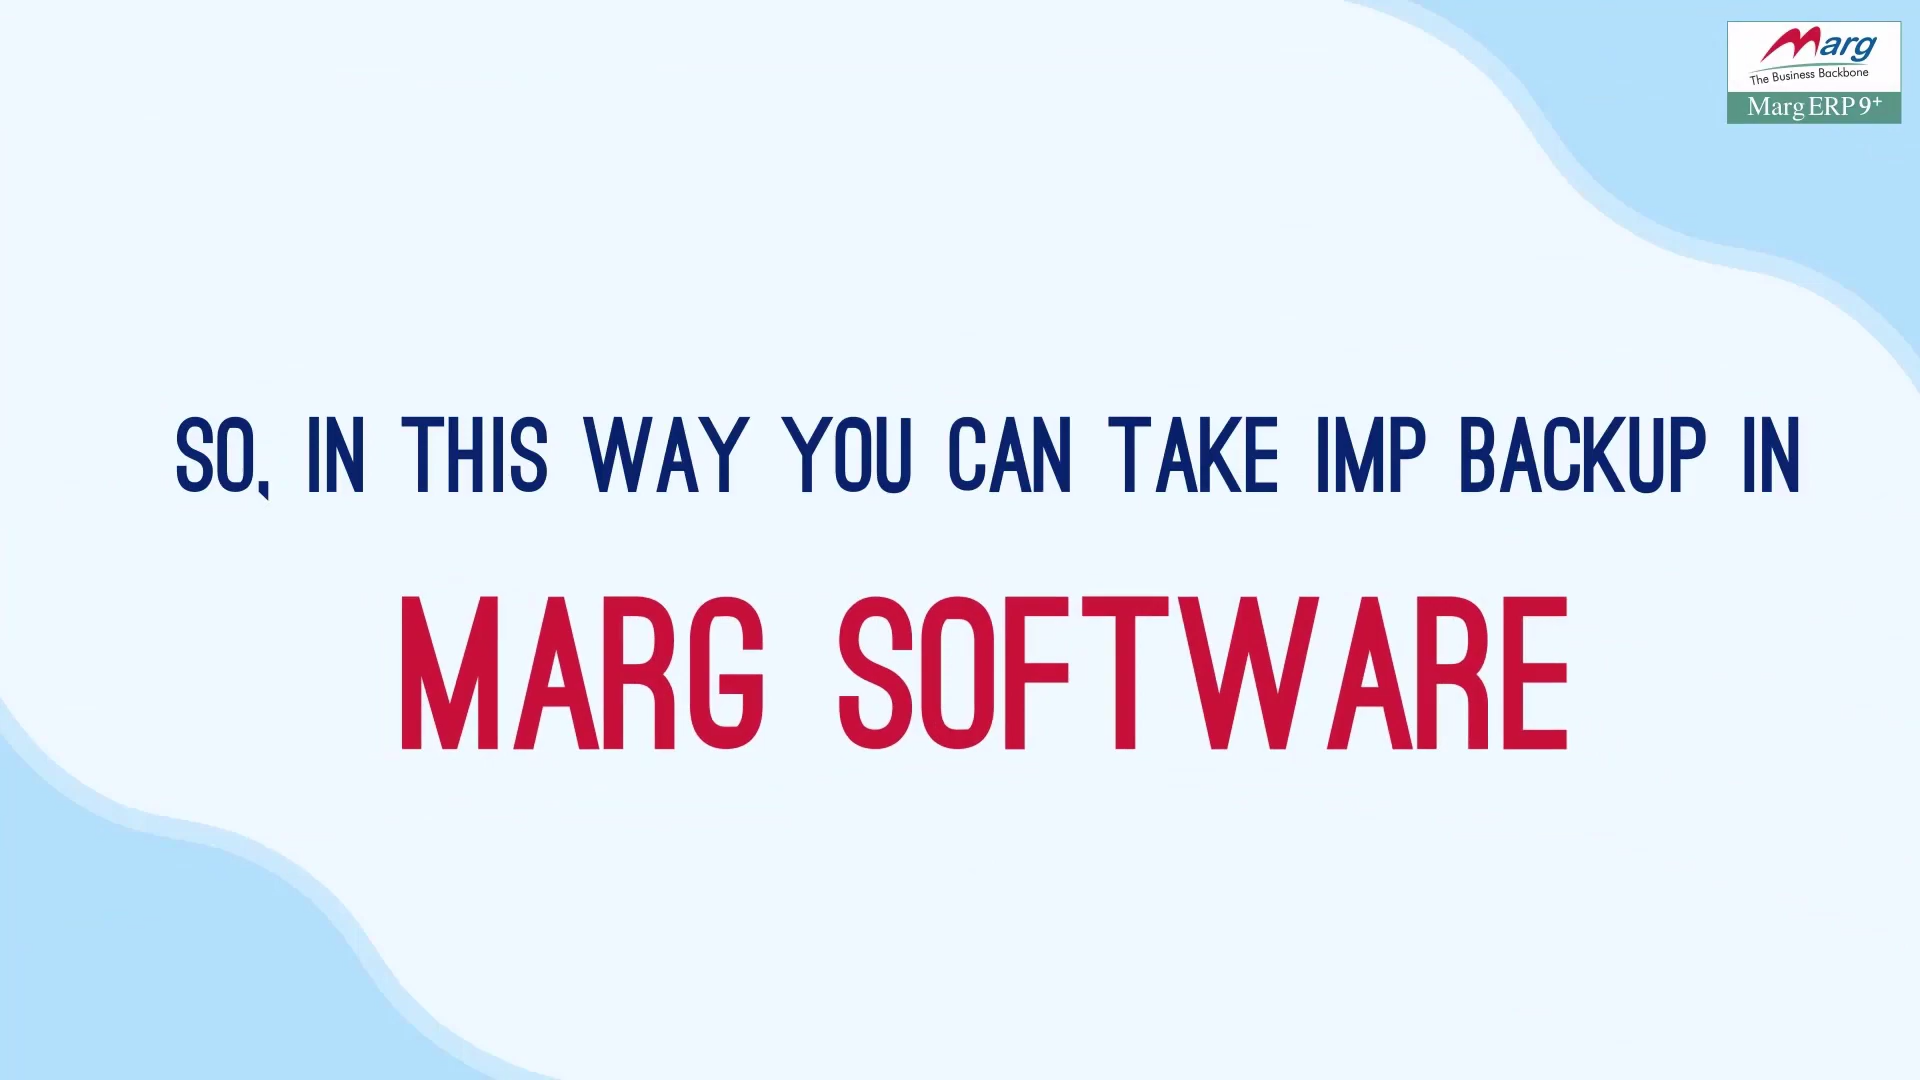 Marg
The Business Backbone
Marg ERP 9+
SO, IN THIS WAY YOU CAN TAKE IMP BACKUP IN
MARG SOFTWARE